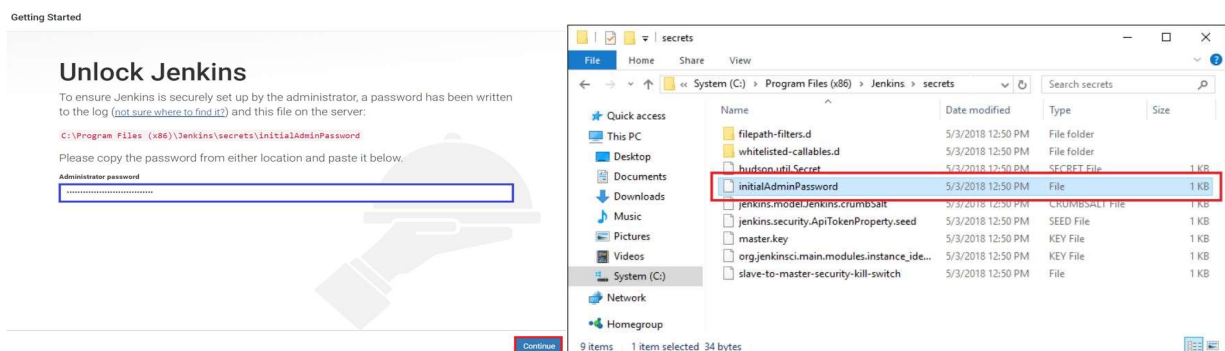 Getting Started
Unlock Jenkins
To ensure Jenkins is securely set up by the administrator, a password has been written
to the log (not sure where to find it?) and this file on the server:
C:\Program Files (x86)\Jenkins\secrets\initialAdminPassword
Please copy the password from either location and paste it below.
Administrator password
Continue
secrets
File Home Share View
« System (C:) › Program Files (x86) › Jenkins › secrets
Search secrets
Quick access
This PC
Desktop
Documents
Downloads
Music
Pictures
Videos
System (C:)
Network
Homegroup
Name Date modified Type Size
filepath-filters.d 5/3/2018 12:50 PM File folder
whitelisted-callables.d 5/3/2018 12:50 PM File folder
hudson.util.Secret 5/3/2018 12:50 PM SECRET File 1 KB
initialAdminPassword 5/3/2018 12:50 PM File 1 KB
jenkins.model.Jenkins.crumbSalt 5/3/2018 12:50 PM CRUMBSALT File 1 KB
jenkins.security.ApiTokenProperty.seed 5/3/2018 12:50 PM SEED File 1 KB
master.key 5/3/2018 12:50 PM KEY File 1 KB
org.jenkinsci.main.modules.instance_ide... 5/3/2018 12:50 PM KEY File 1 KB
slave-to-master-security-kill-switch 5/3/2018 12:50 PM File 1 KB
9 items 1 item selected 34 bytes